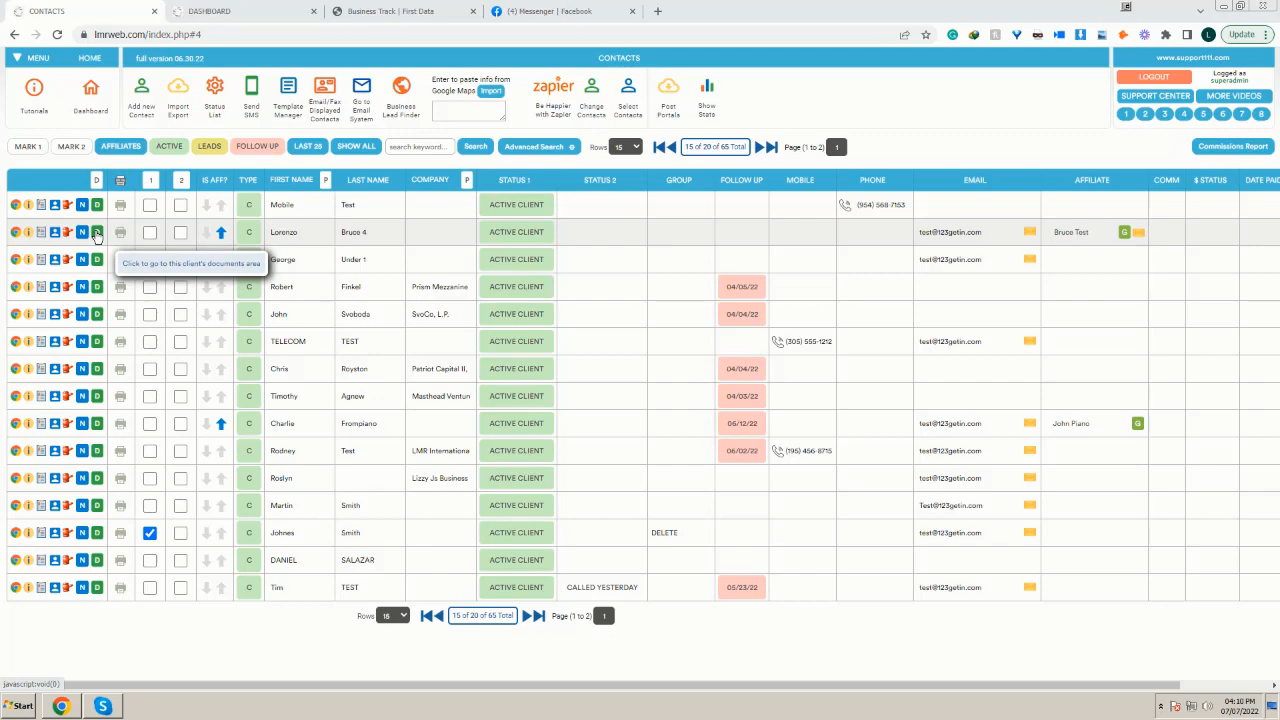 CONTACTS
DASHBOARD
Business Track | First Data
(4) Messenger | Facebook
lmrweb.com/index.php#4
L
Update
MENU HOME full version 06.30.22 CONTACTS www.support111.com
Tutorials
Dashboard
Add new Contact
Import Export
Status List
Send SMS
Template Manager
Email/Fax Displayed Contacts
Go to Email System
Business Lead Finder
Enter to paste info from Google Maps Import
zapier
Be Happier with Zapier
Change Contacts
Select Contacts
Post Portals
Show Stats
LOGOUT Logged as superadmin
SUPPORT CENTER MORE VIDEOS
1 2 3 4 5 6 7 8
MARK 1 MARK 2 AFFILIATES ACTIVE LEADS FOLLOW UP LAST 20 SHOW ALL search keyword... Search Advanced Search Rows 15 15 of 20 of 65 Total Page (1 to 2) 1 Commissions Report
D 1 2 IS AFF? TYPE FIRST NAME P LAST NAME COMPANY P STATUS 1 STATUS 2 GROUP FOLLOW UP MOBILE PHONE EMAIL AFFILIATE COMM $ STATUS DATE PAID
N D C Mobile Test ACTIVE CLIENT (954) 568-7153
N D C Lorenzo Bruce 4 ACTIVE CLIENT test@123getin.com Bruce Test G
Click to go to this client's documents area
N D C George Under 1 ACTIVE CLIENT test@123getin.com
N D C Robert Finkel Prism Mezzanine ACTIVE CLIENT 04/05/22
N D C John Svoboda SvoCo, L.P. ACTIVE CLIENT 04/04/22
N D C TELECOM TEST ACTIVE CLIENT (305) 555-1212 test@123getin.com
N D C Chris Royston Patriot Capital II, ACTIVE CLIENT 04/04/22
N D C Timothy Agnow Masthead Ventun ACTIVE CLIENT 04/03/22
N D C Charlie Frompiano ACTIVE CLIENT 06/12/22 test@123getin.com John Piano G
N D C Rodney Test LMR Internationa ACTIVE CLIENT 06/02/22 (195) 456-8715 test@123getin.com
N D C Roslyn Lizzy Js Business ACTIVE CLIENT test@123getin.com
N D C Martin Smith ACTIVE CLIENT Test@123getin.com
N D C Johnes Smith ACTIVE CLIENT DELETE test@123getin.com
N D C DANIEL SALAZAR ACTIVE CLIENT
N D C Tim TEST ACTIVE CLIENT CALLED YESTERDAY 05/23/22 test@123getin.com
Rows 15 15 of 20 of 65 Total Page (1 to 2) 1
javascript:void(0)
Start 04:10 PM
07/07/2022